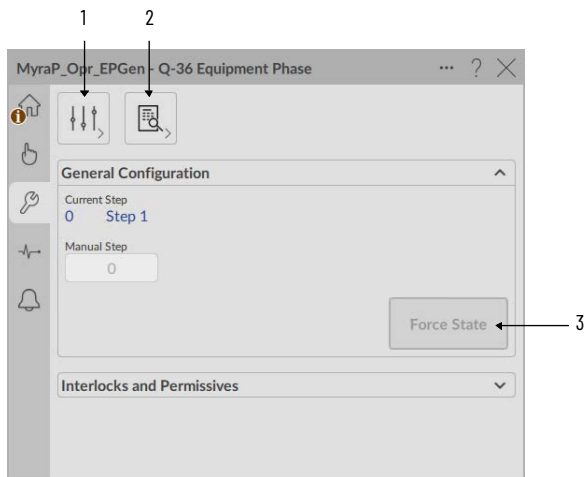 1 2
MyraP_Opr_EPGen - Q-36 Equipment Phase ... ?
i
General Configuration
Current Step
0 Step 1
Manual Step
0
Force State
3
Interlocks and Permissives